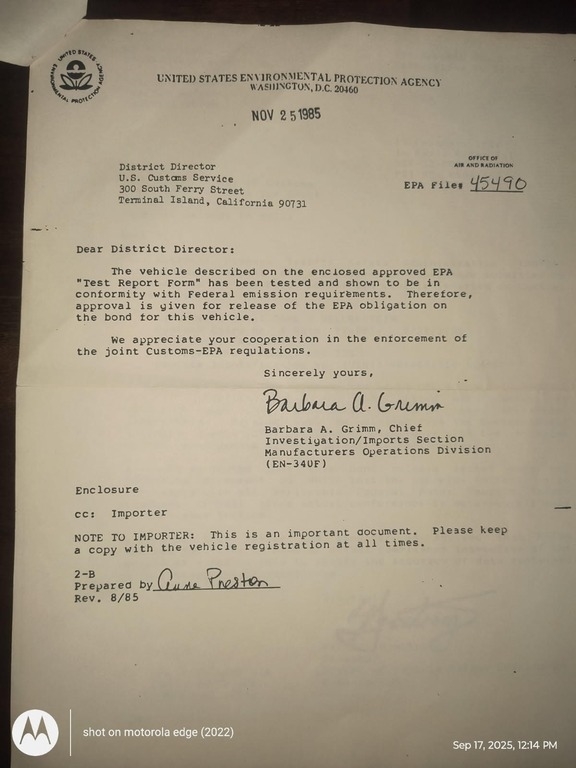 UNITED STATES ENVIRONMENTAL PROTECTION AGENCY
WASHINGTON, D.C. 20460
NOV 25 1985
OFFICE OF
AIR AND RADIATION
EPA File# 45490
District Director
U.S. Customs Service
300 South Ferry Street
Terminal Island, California 90731
Dear District Director:
The vehicle described on the enclosed approved EPA
"Test Report Form" has been tested and shown to be in
conformity with Federal emission requirements. Therefore,
approval is given for release of the EPA obligation on
the bond for this vehicle.
We appreciate your cooperation in the enforcement of
the joint Customs-EPA regulations.
Sincerely yours,
Barbara A. Grimm
Barbara A. Grimm, Chief
Investigation/Imports Section
Manufacturers Operations Division
(EN-340F)
Enclosure
cc: Importer
NOTE TO IMPORTER: This is an important document. Please keep
a copy with the vehicle registration at all times.
2-B
Prepared by Anne Preston
Rev. 8/85
shot on motorola edge (2022)
Sep 17, 2025, 12:14 PM